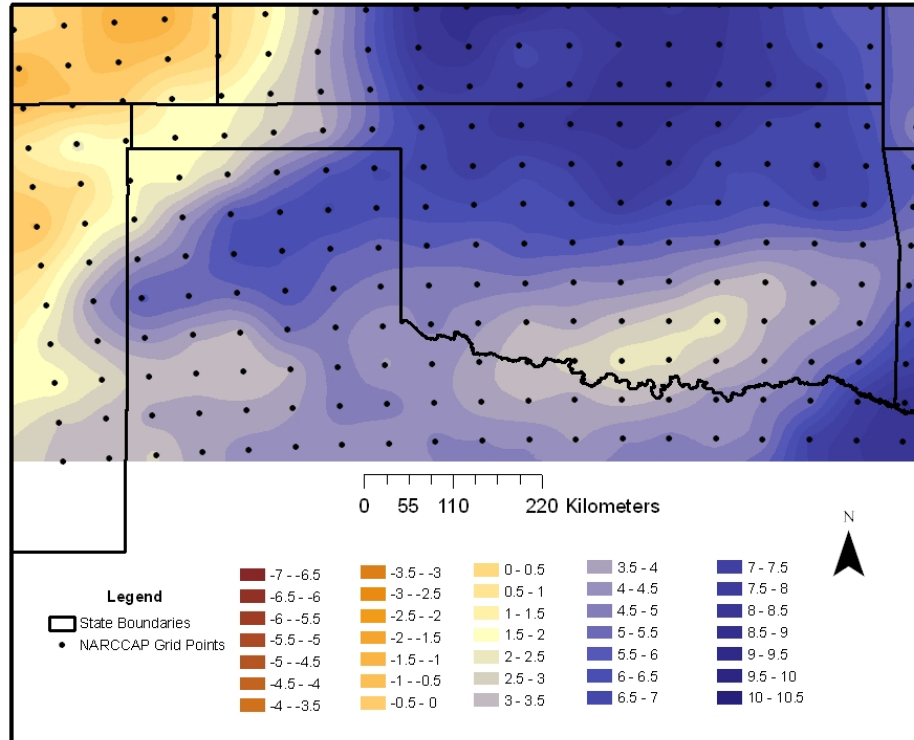 0 55 110 220 Kilometers
N
Legend
State Boundaries
NARCCAP Grid Points
-7 - -6.5
-6.5 - -6
-6 - -5.5
-5.5 - -5
-5 - -4.5
-4.5 - -4
-4 - -3.5
-3.5 - -3
-3 - -2.5
-2.5 - -2
-2 - -1.5
-1.5 - -1
-1 - -0.5
-0.5 - 0
0 - 0.5
0.5 - 1
1 - 1.5
1.5 - 2
2 - 2.5
2.5 - 3
3 - 3.5
3.5 - 4
4 - 4.5
4.5 - 5
5 - 5.5
5.5 - 6
6 - 6.5
6.5 - 7
7 - 7.5
7.5 - 8
8 - 8.5
8.5 - 9
9 - 9.5
9.5 - 10
10 - 10.5